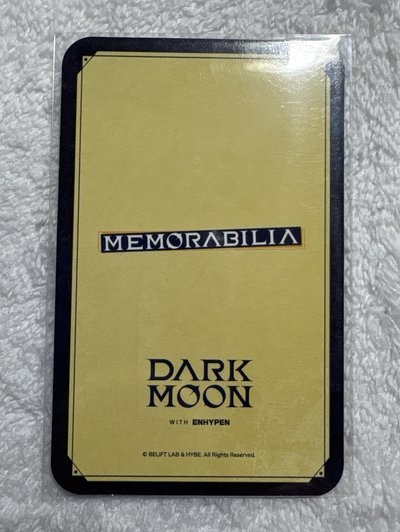 MEMORABILIA
DARK
MOON
WITH ENHYPEN
© BELIFT LAB & HYBE. All Rights Reserved.